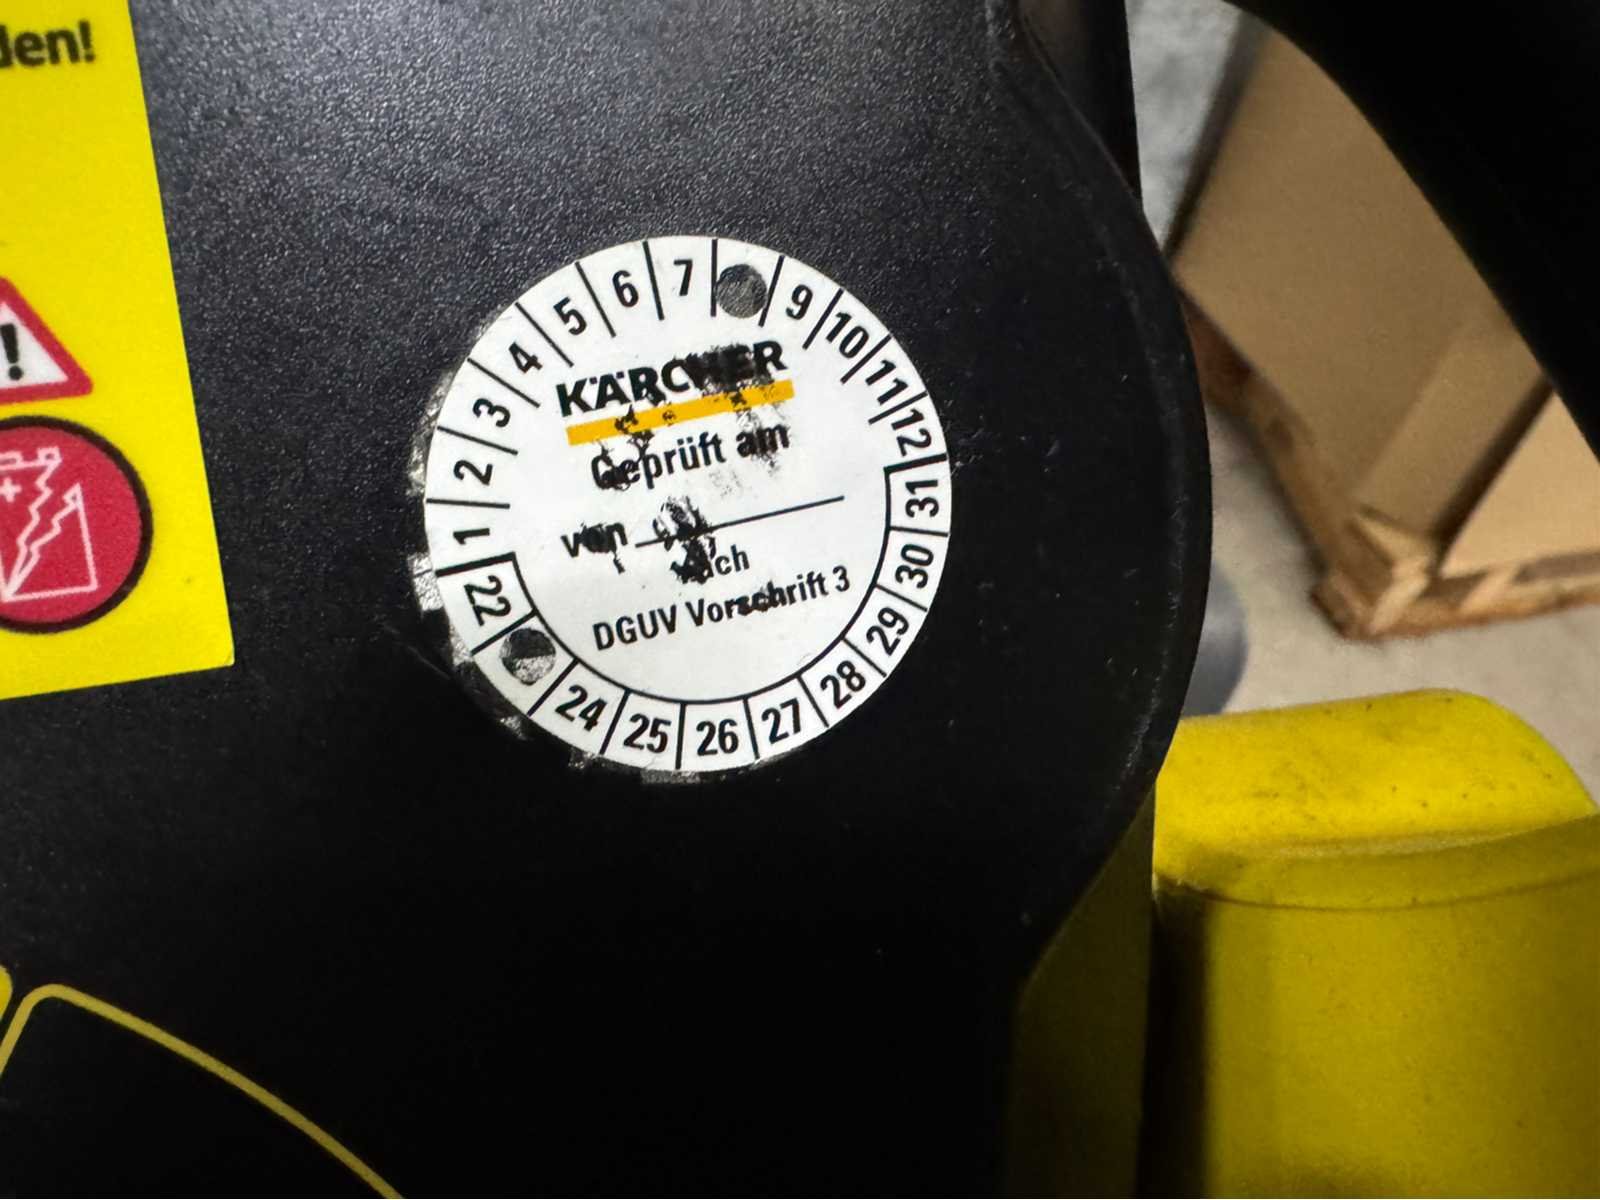 den!
!
+
1 2 3 4 5 6 7 9 10 11 12
KÄRCHER
Geprüft am
von
nach
DGUV Vorschrift 3
22 24 25 26 27 28 29 30 31